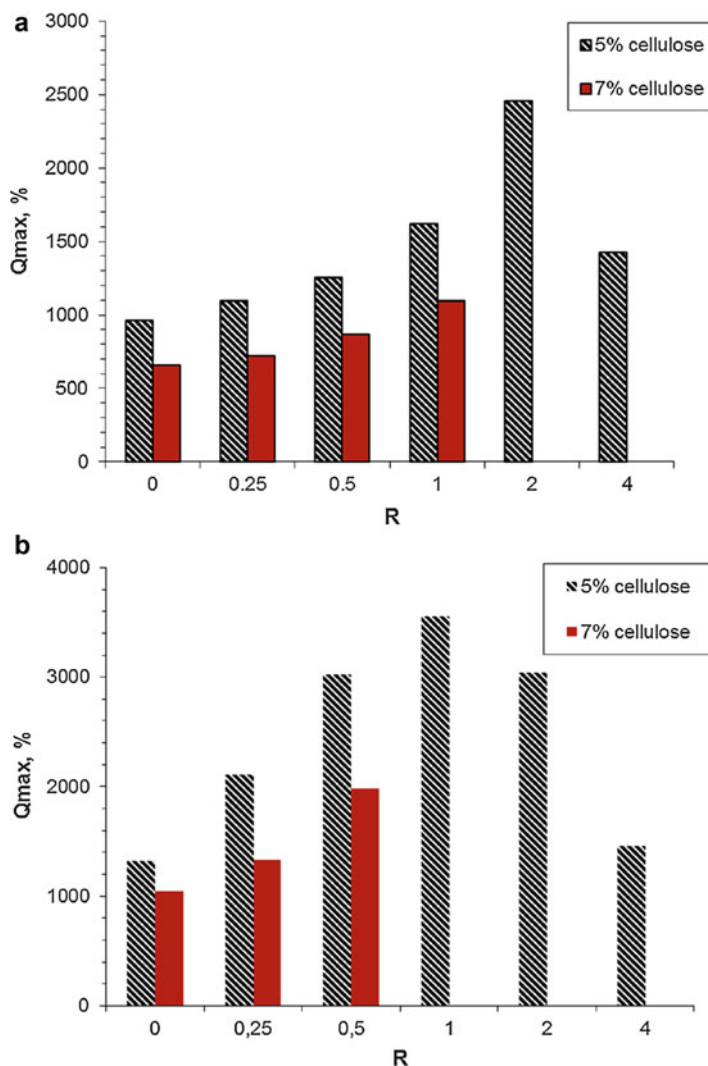 a
3000
2500
2000
1500
1000
500
0
Qmax, %
5% cellulose
7% cellulose
0 0.25 0.5 1 2 4
R
b
4000
3000
2000
1000
0
Qmax, %
5% cellulose
7% cellulose
0 0,25 0,5 1 2 4
R